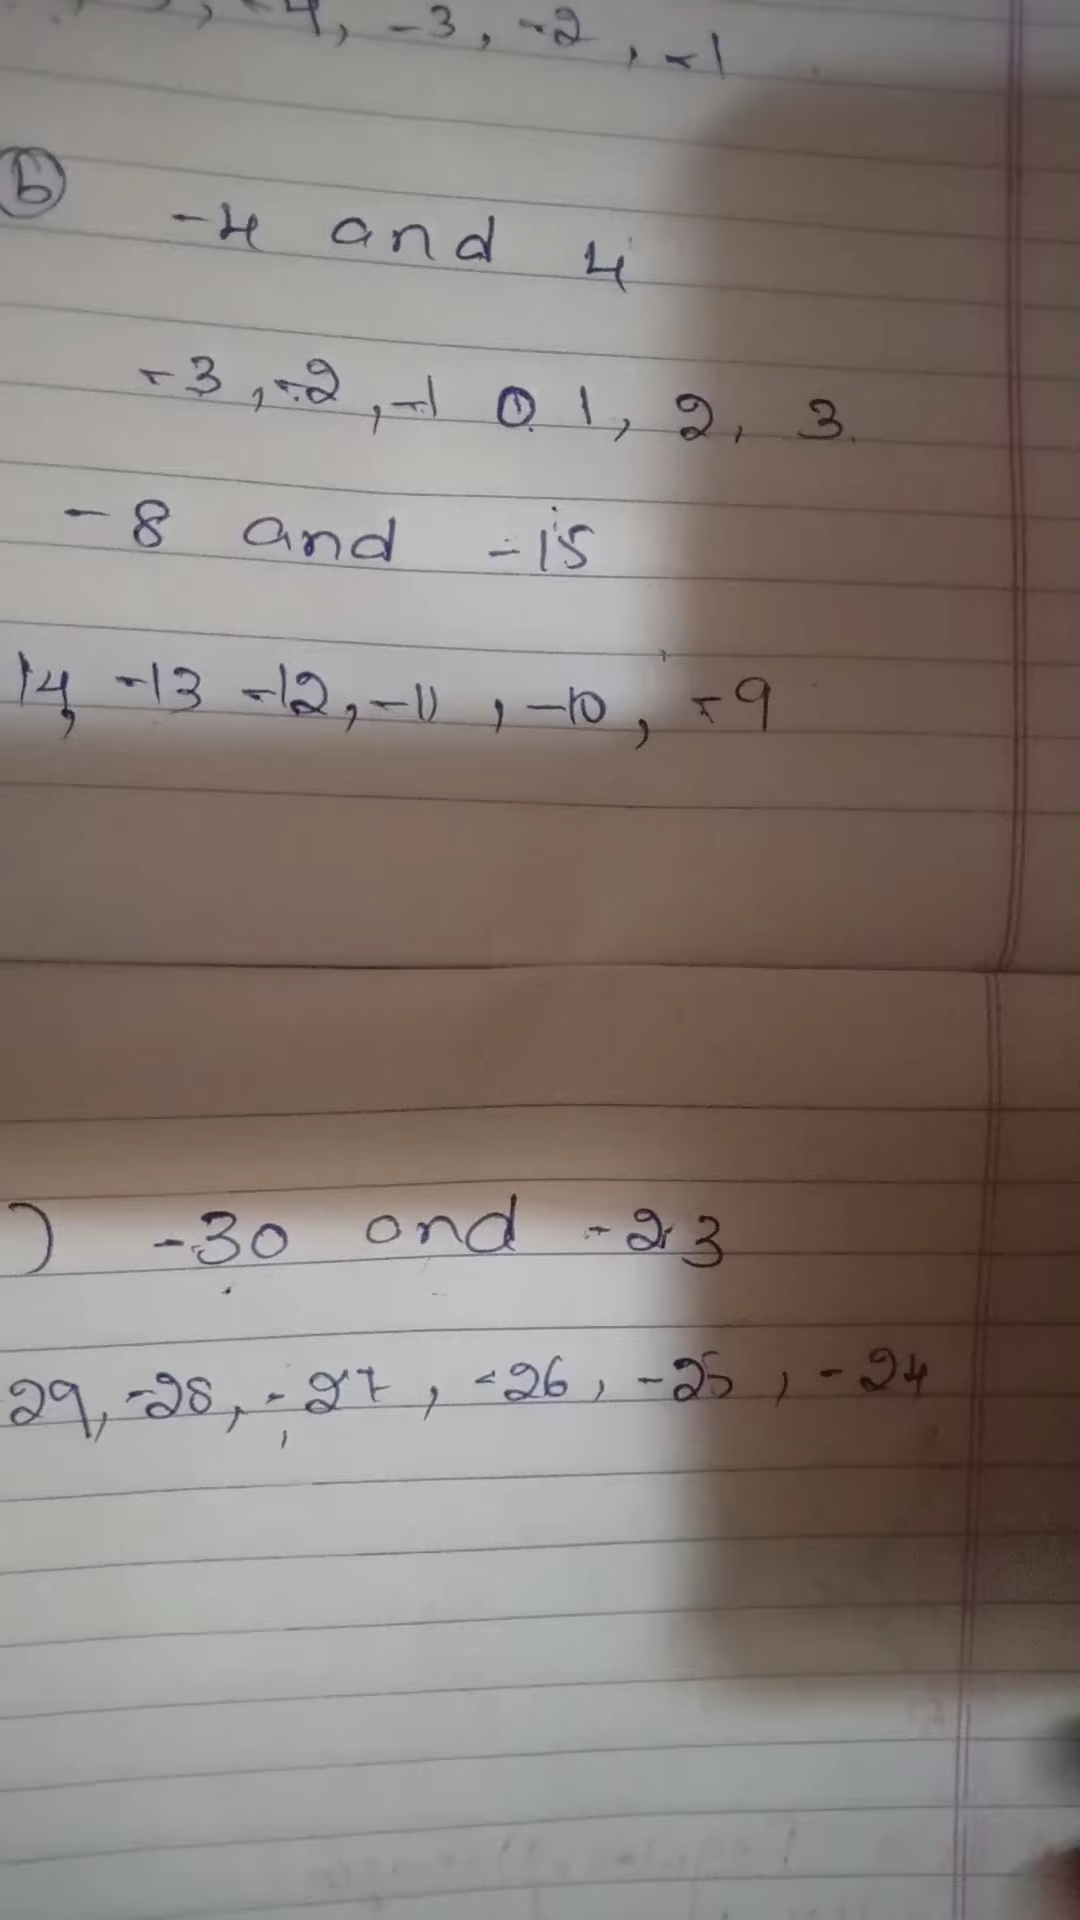 -4, -3, -2, -1
b -4 and 4
-3, -2, -1 0 1, 2, 3.
-8 and -15
14, -13 -12, -11, -10, -9
) -30 and -23
29, -28, -27, -26, -25, -24